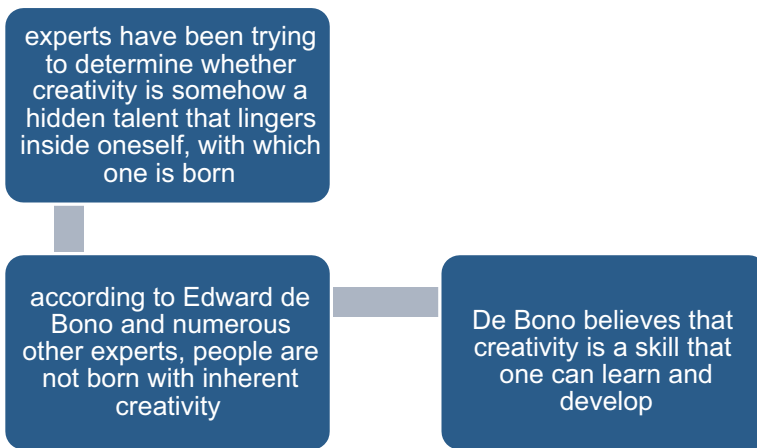 experts have been trying
to determine whether
creativity is somehow a
hidden talent that lingers
inside oneself, with which
one is born
according to Edward de
Bono and numerous
other experts, people are
not born with inherent
creativity
De Bono believes that
creativity is a skill that
one can learn and
develop